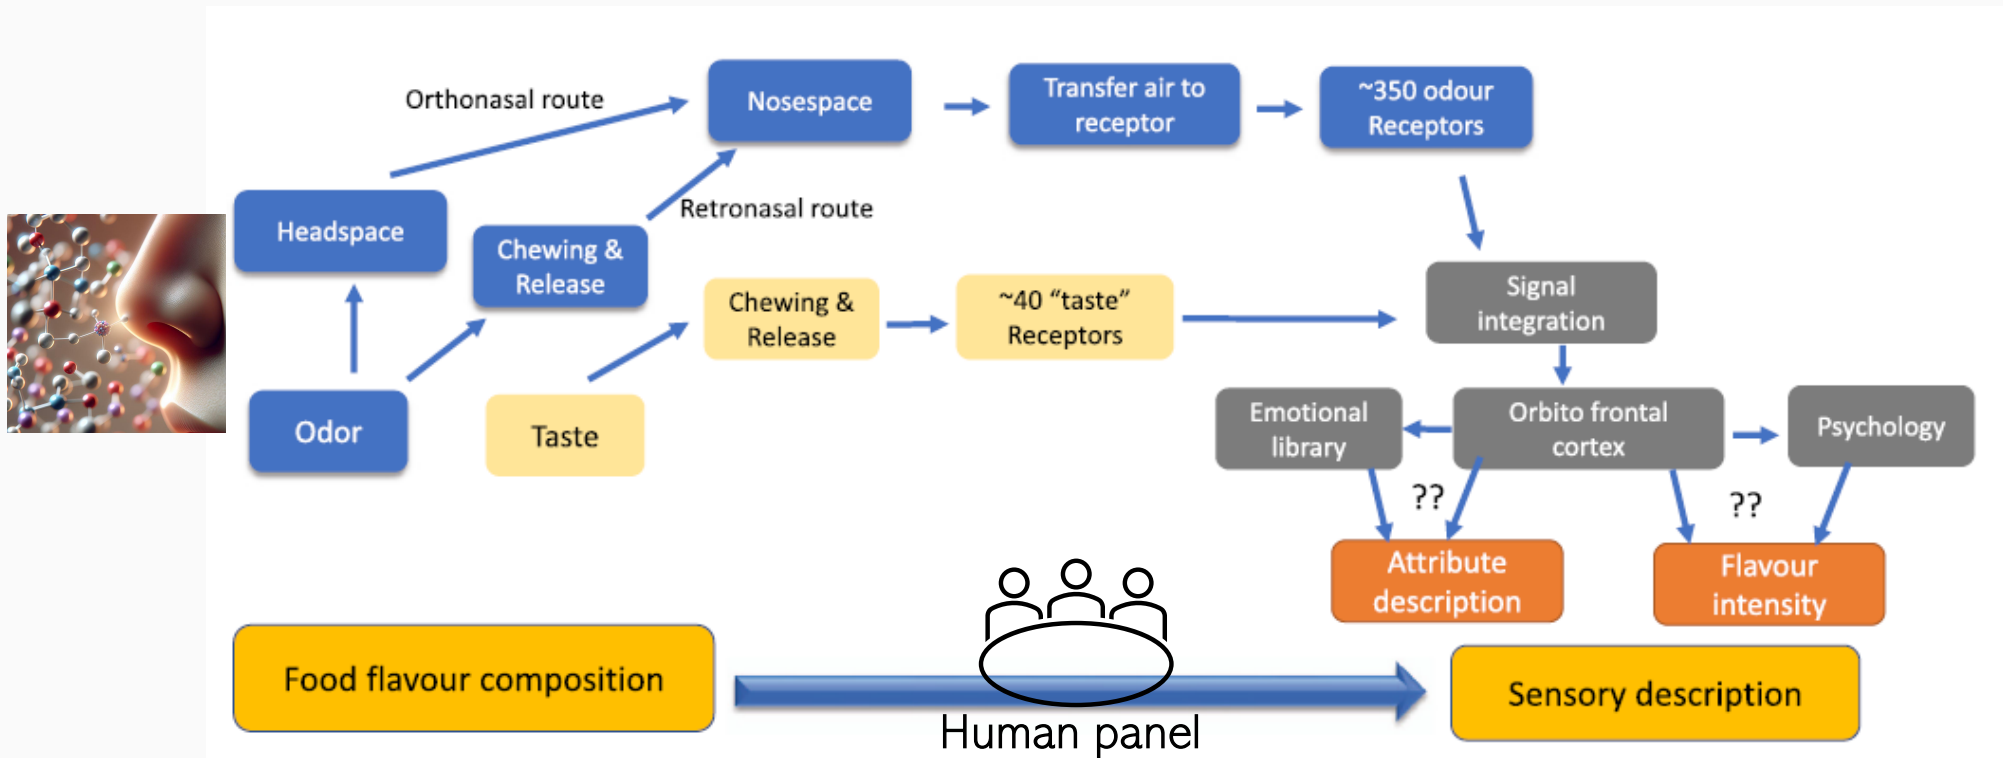 Orthonasal route
Nosespace
Transfer air to
receptor
~350 odour
Receptors
Headspace
Chewing &
Release
Retronasal route
Chewing &
Release
~40 “taste”
Receptors
Signal
integration
Odor
Taste
Emotional
library
Orbito frontal
cortex
Psychology
??
??
Attribute
description
Flavour
intensity
Food flavour composition
Human panel
Sensory description